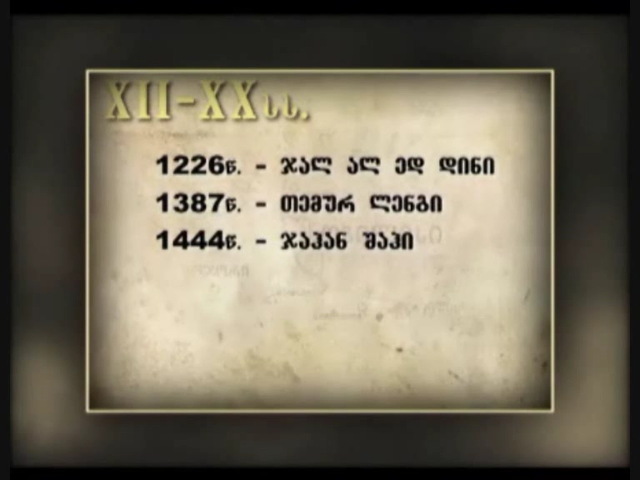 XII-XXსს.
1226წ. - ჯალ ალ ედ დინი
1387წ. - თემურ ლენგი
1444წ. - ჯაჰან შაჰი